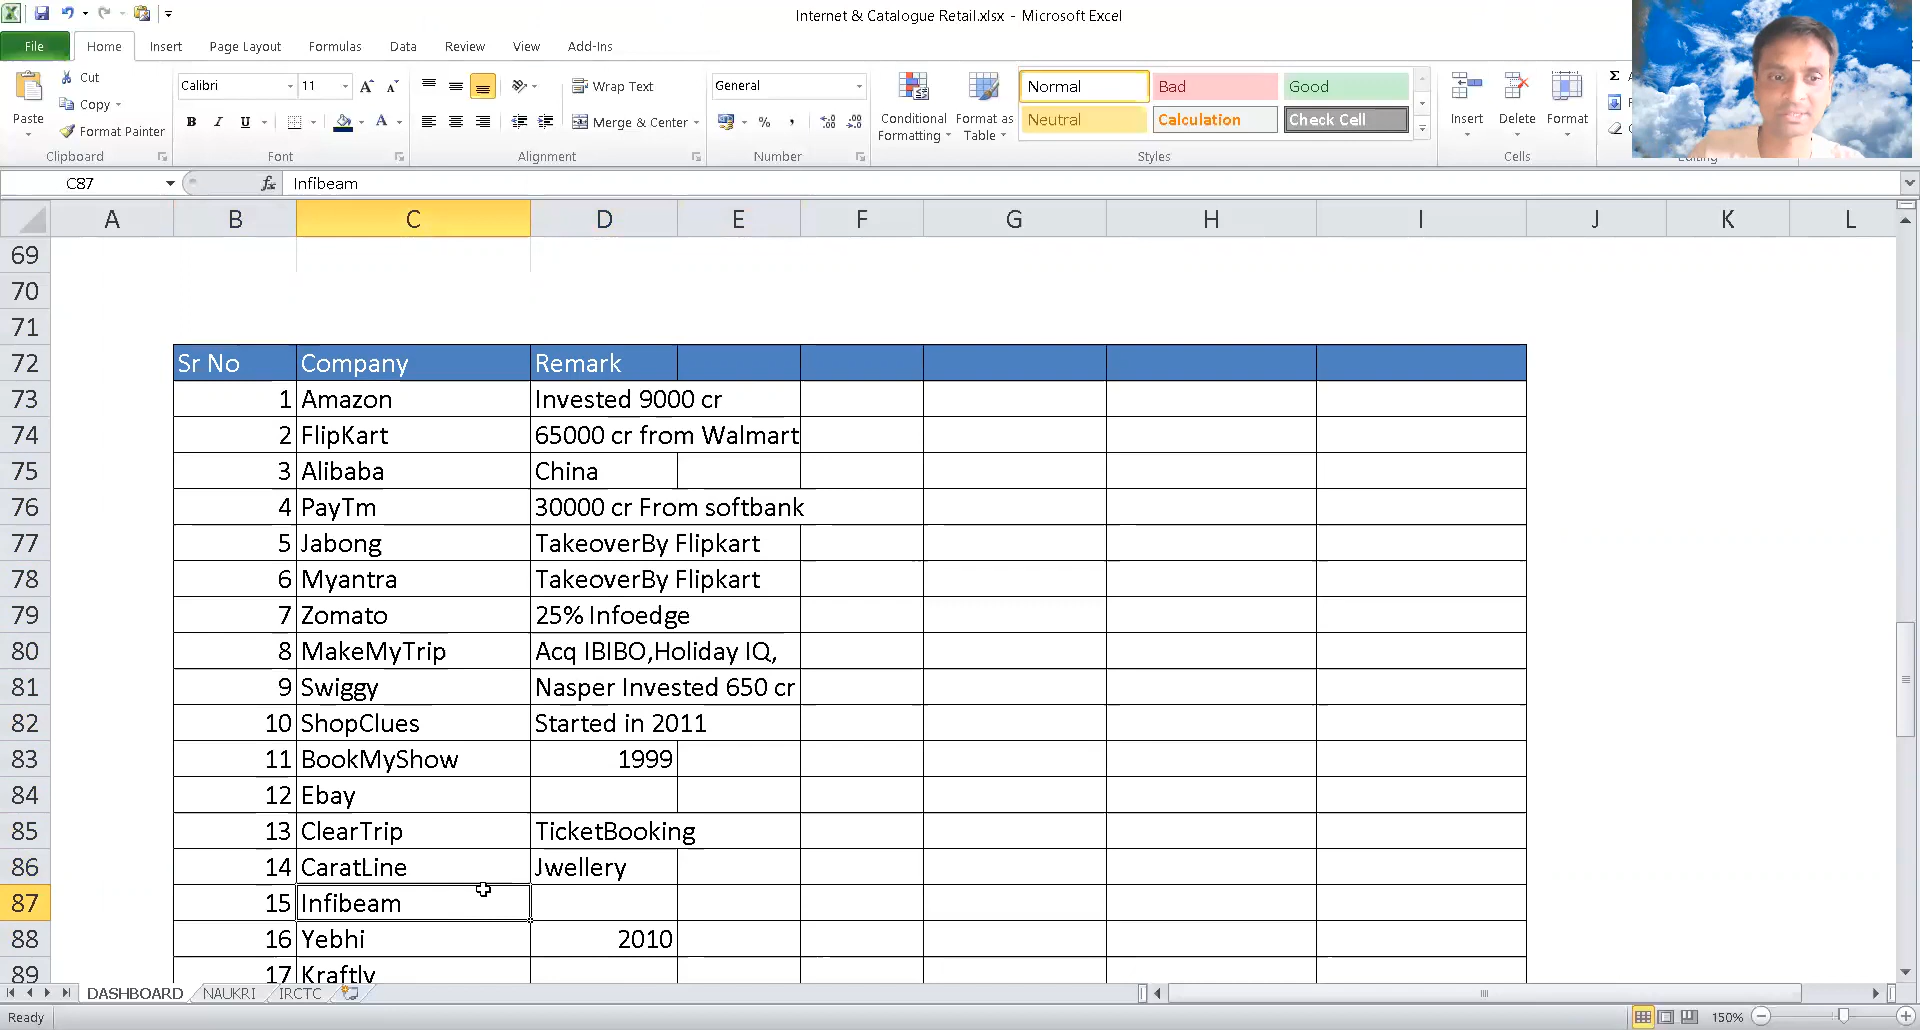 Internet & Catalogue Retail.xlsx - Microsoft Excel
File Home Insert Page Layout Formulas Data Review View Add-Ins
Paste
Cut
Copy
Format Painter
Clipboard
Calibri 11
B I U
Font
Wrap Text
Merge & Center
Alignment
General
%
Number
Conditional Formatting
Format as Table
Normal Bad Good
Neutral Calculation Check Cell
Styles
Insert Delete Format
Cells
C87 fx Infibeam
A B C D E F G H I J K L
69
70
71
72 Sr No Company Remark
73 1 Amazon Invested 9000 cr
74 2 FlipKart 65000 cr from Walmart
75 3 Alibaba China
76 4 PayTm 30000 cr From softbank
77 5 Jabong TakeoverBy Flipkart
78 6 Myantra TakeoverBy Flipkart
79 7 Zomato 25% Infoedge
80 8 MakeMyTrip Acq IBIBO,Holiday IQ,
81 9 Swiggy Nasper Invested 650 cr
82 10 ShopClues Started in 2011
83 11 BookMyShow 1999
84 12 Ebay
85 13 ClearTrip TicketBooking
86 14 CaratLine Jwellery
87 15 Infibeam
88 16 Yebhi 2010
89 17 Kraftly
DASHBOARD NAUKRI IRCTC
Ready 150%